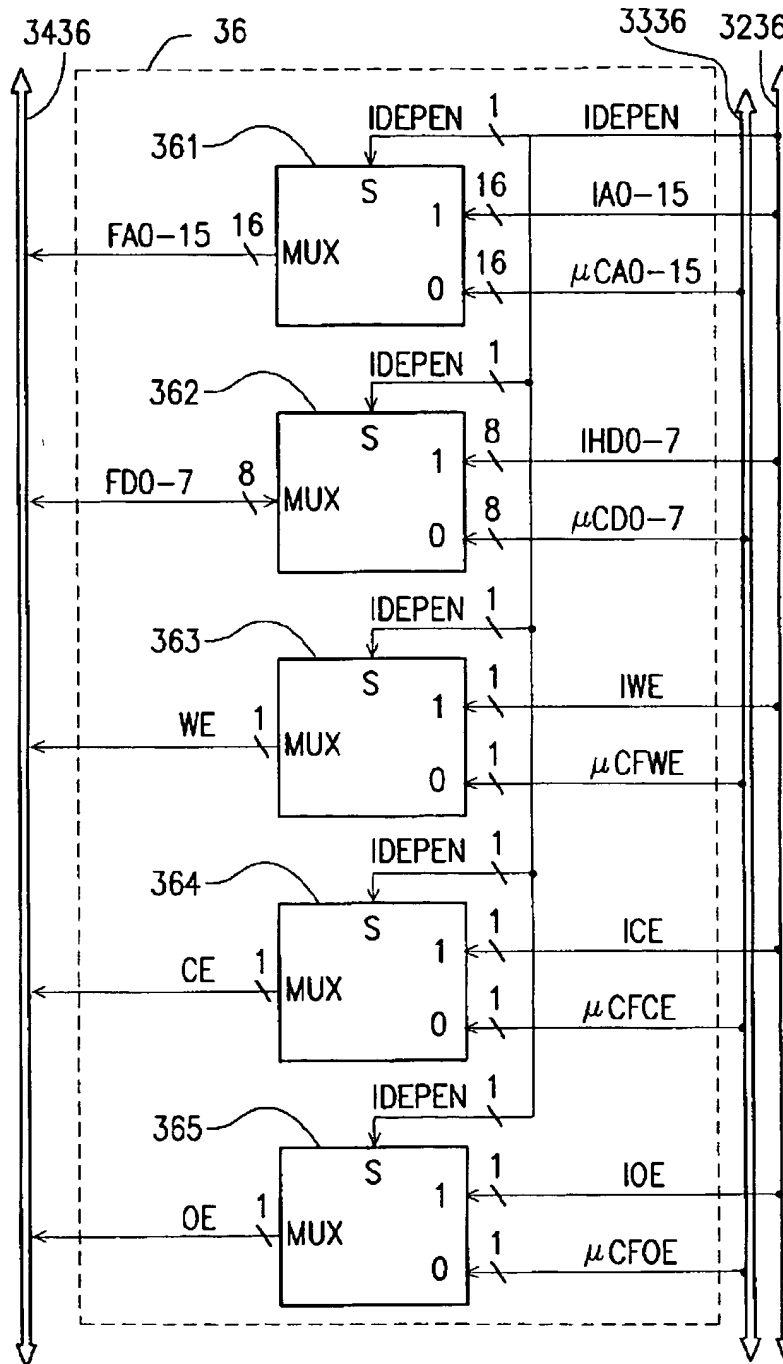 3436 36 3336 3236
IDEPEN 1 IDEPEN
361 S 16 IA0-15
1
FA0-15 16 MUX 16 μCA0-15
0
IDEPEN 1
362 S 8 IHD0-7
1
FD0-7 8 MUX 8 μCD0-7
0
IDEPEN 1
363 S 1 IWE
1
WE 1 MUX 1 μCFWE
0
IDEPEN 1
364 S 1 ICE
1
CE 1 MUX 1 μCFCE
0
IDEPEN 1
365 S 1 IOE
1
OE 1 MUX 1 μCFOE
0